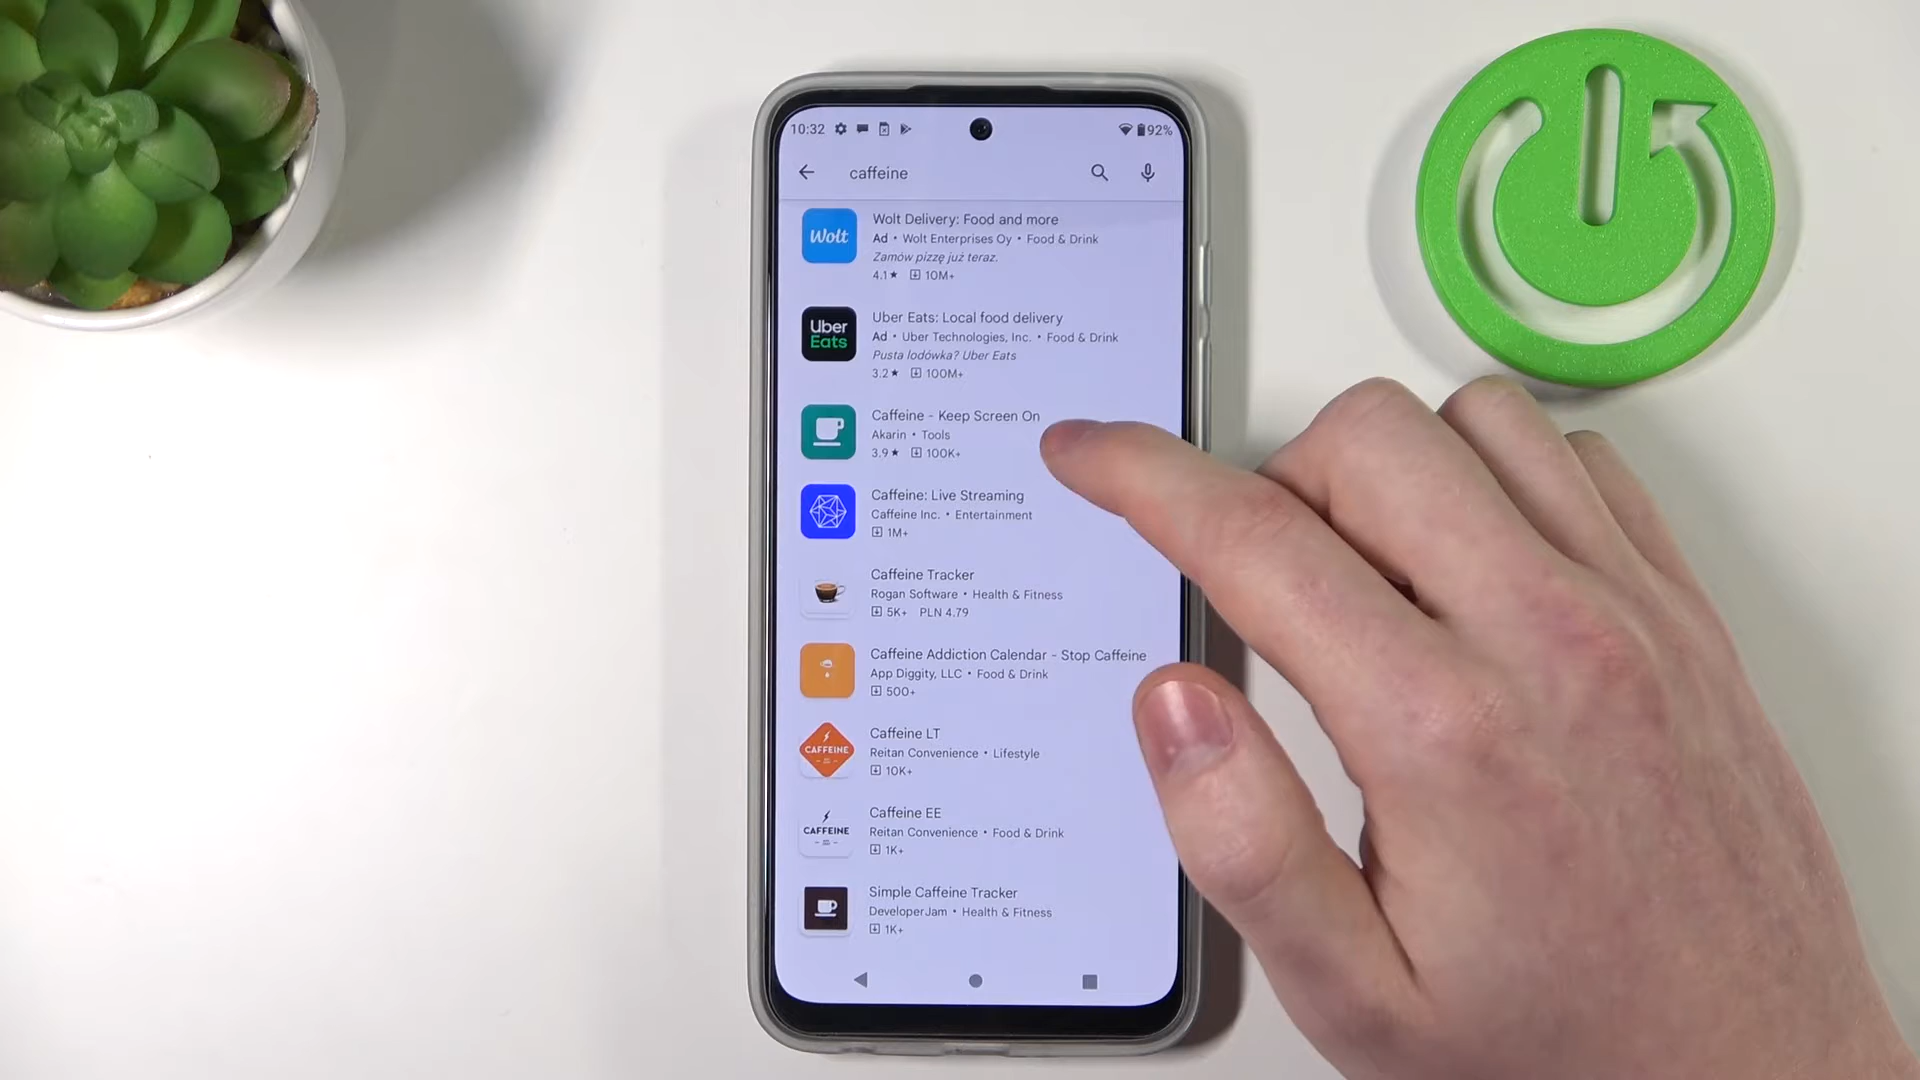 10:32
92%
caffeine
Wolt
Wolt Delivery: Food and more
Ad • Wolt Enterprises Oy • Food & Drink
Zamów pizzę już teraz.
4.1★ 10M+
Uber
Eats
Uber Eats: Local food delivery
Ad • Uber Technologies, Inc. • Food & Drink
Pusta lodówka? Uber Eats
3.2★ 100M+
Caffeine - Keep Screen On
Akarin • Tools
3.9★ 100K+
Caffeine: Live Streaming
Caffeine Inc. • Entertainment
1M+
Caffeine Tracker
Rogan Software • Health & Fitness
5K+ PLN 4.79
Caffeine Addiction Calendar - Stop Caffeine
App Diggity, LLC • Food & Drink
500+
CAFFEINE
Caffeine LT
Reitan Convenience • Lifestyle
10K+
CAFFEINE
Caffeine EE
Reitan Convenience • Food & Drink
1K+
Simple Caffeine Tracker
DeveloperJam • Health & Fitness
1K+